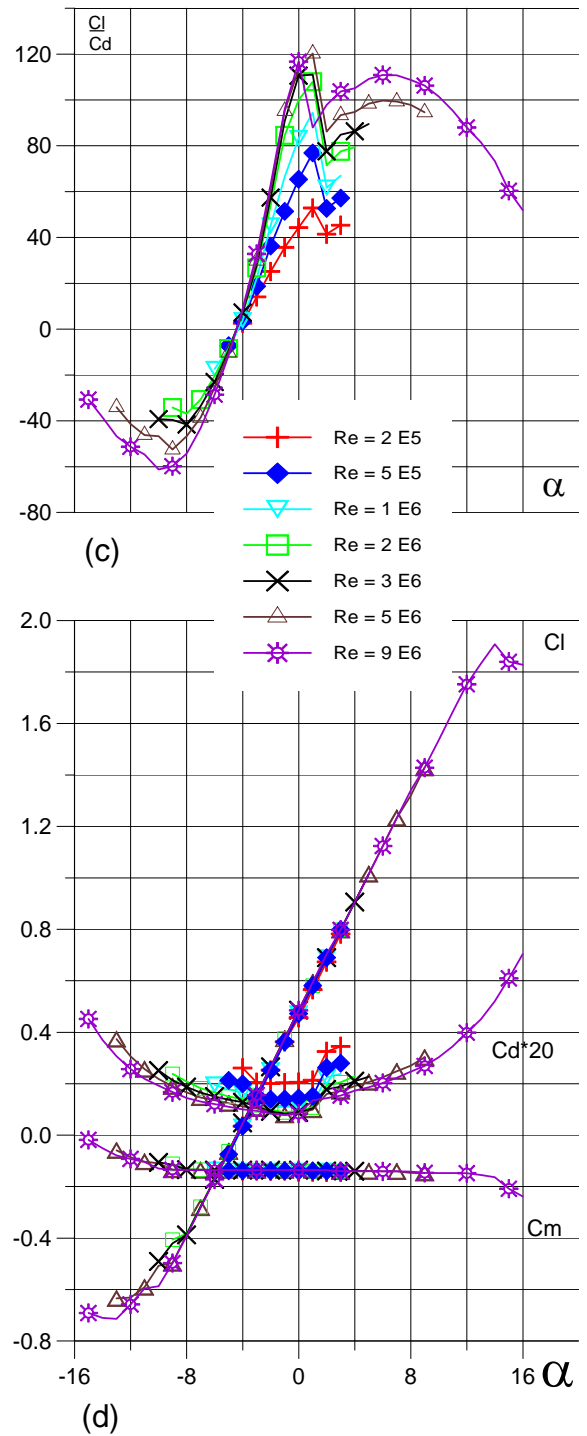 Cl
Cd
α
120
80
40
0
-40
-80
(c)
α
Re = 2 E5
Re = 5 E5
Re = 1 E6
Re = 2 E6
Re = 3 E6
Re = 5 E6
Re = 9 E6
2.0
Cl
1.6
1.2
0.8
0.4
Cd*20
0.0
Cm
-0.4
-0.8
-16
-8
0
8
16
α
(d)